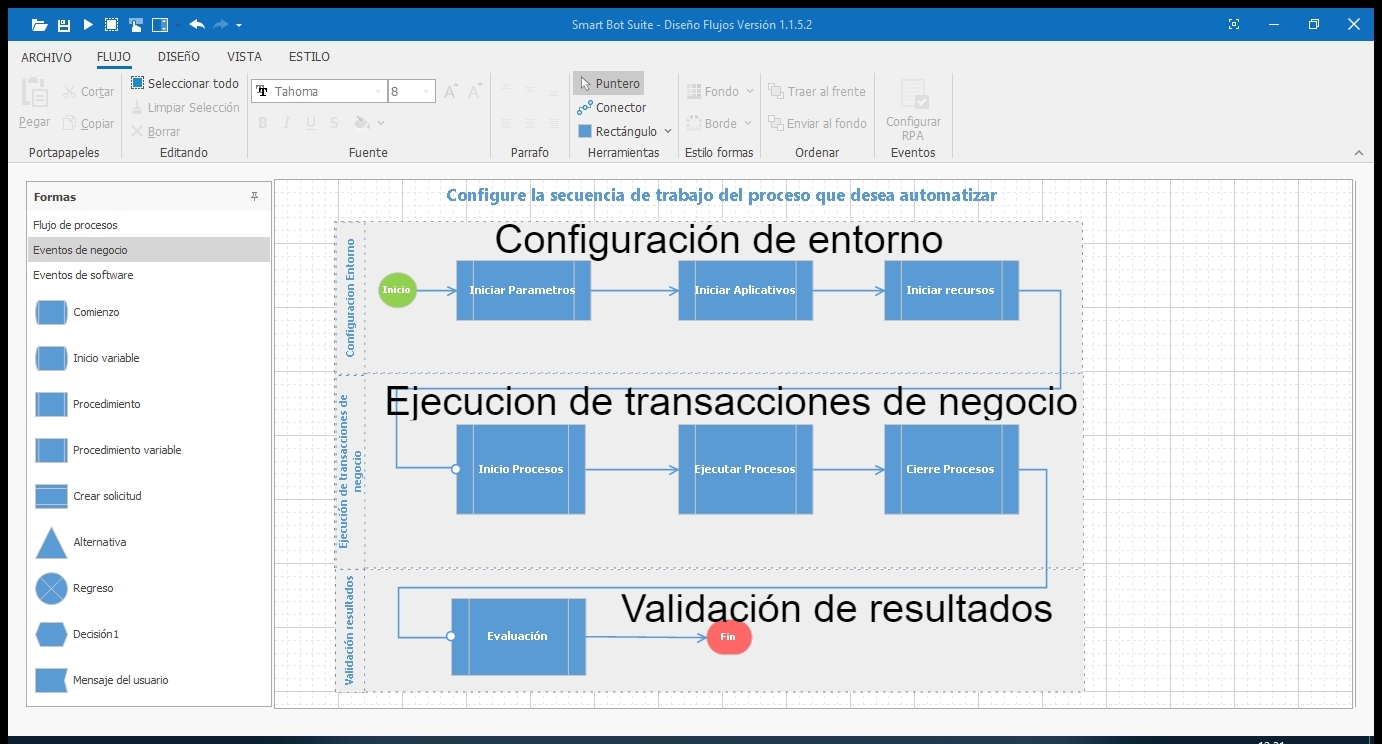 Smart Bot Suite - Diseño Flujos Versión 1.1.5.2
ARCHIVO FLUJO DISEñO VISTA ESTILO
Pegar
Cortar
Copiar
Portapapeles
Seleccionar todo
Limpiar Selección
Borrar
Editando
Tahoma 8
B I U S
Fuente
Parrafo
Puntero
Conector
Rectángulo
Herramientas
Fondo
Borde
Estilo formas
Traer al frente
Enviar al fondo
Ordenar
Configurar
RPA
Eventos
Formas
Flujo de procesos
Eventos de negocio
Eventos de software
Comienzo
Inicio variable
Procedimiento
Procedimiento variable
Crear solicitud
Alternativa
Regreso
Decisión1
Mensaje del usuario
Configure la secuencia de trabajo del proceso que desea automatizar
Configuracion Entorno
Configuración de entorno
Inicio
Iniciar Parametros
Iniciar Aplicativos
Iniciar recursos
Ejecución de transacciones de
negocio
Ejecucion de transacciones de negocio
Inicio Procesos
Ejecutar Procesos
Cierre Procesos
Validación resultados
Validación de resultados
Evaluación
Fin